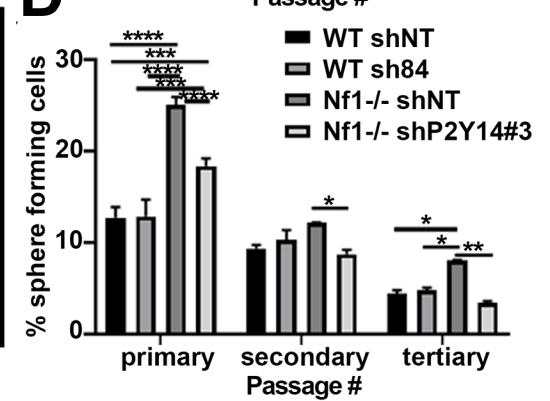 D
Passage #
% sphere forming cells
30
20
10
0
****
***
****
***
****
*
*
*
**
WT shNT
WT sh84
Nf1-/- shNT
Nf1-/- shP2Y14#3
primary secondary tertiary
Passage #